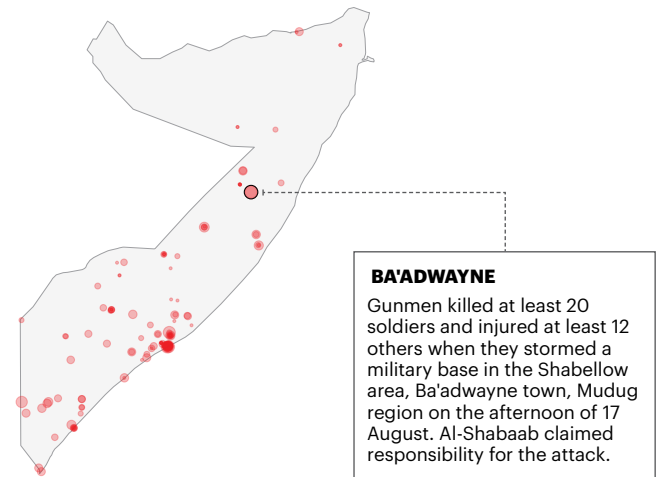 BA'ADWAYNE
Gunmen killed at least 20
soldiers and injured at least 12
others when they stormed a
military base in the Shabellow
area, Ba'adwayne town, Mudug
region on the afternoon of 17
August. Al-Shabaab claimed
responsibility for the attack.